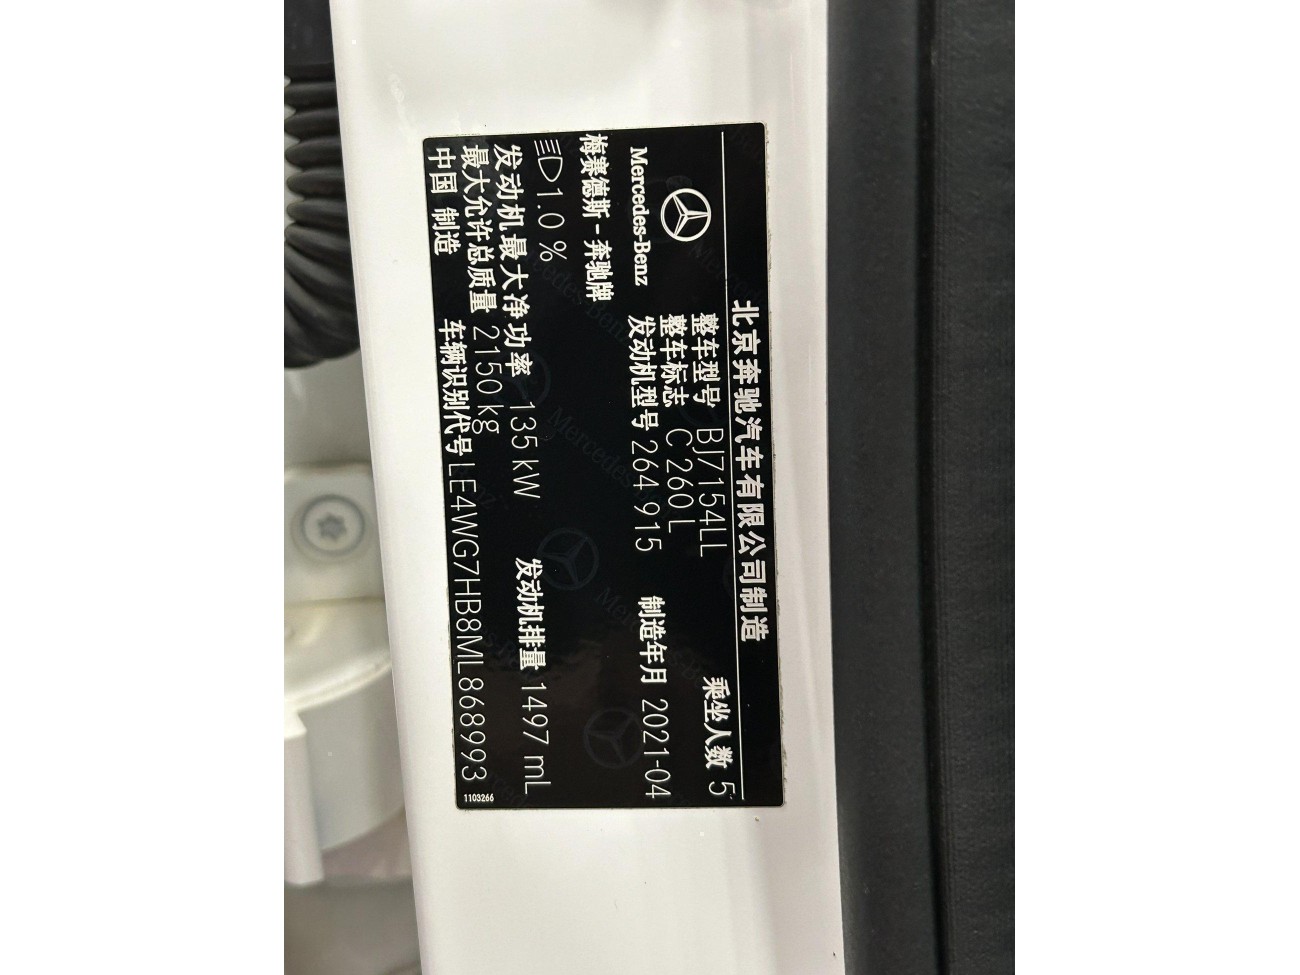 北京奔驰汽车有限公司制造
整车型号 BJ7154LL 乘坐人数 5
整车标志 C 260 L
Mercedes-Benz 发动机型号 264 915 制造年月 2021-04
梅赛德斯-奔驰牌
1.0 %
发动机最大净功率 135 kW 发动机排量 1497 mL
最大允许总质量 2150 kg
中国 制造 车辆识别代号 LE4WG7HB8ML868993
1103266